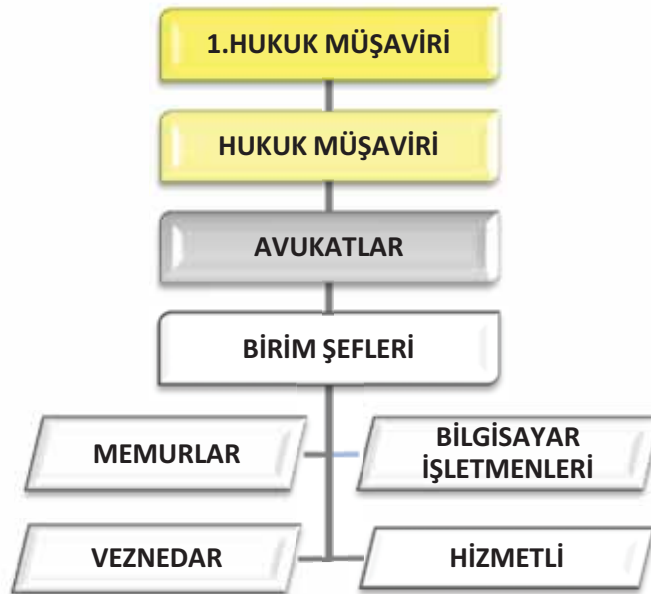 1.HUKUK MÜŞAVİRİ
HUKUK MÜŞAVİRİ
AVUKATLAR
BİRİM ŞEFLERİ
MEMURLAR
BİLGİSAYAR
İŞLETMENLERİ
VEZNEDAR
HİZMETLİ